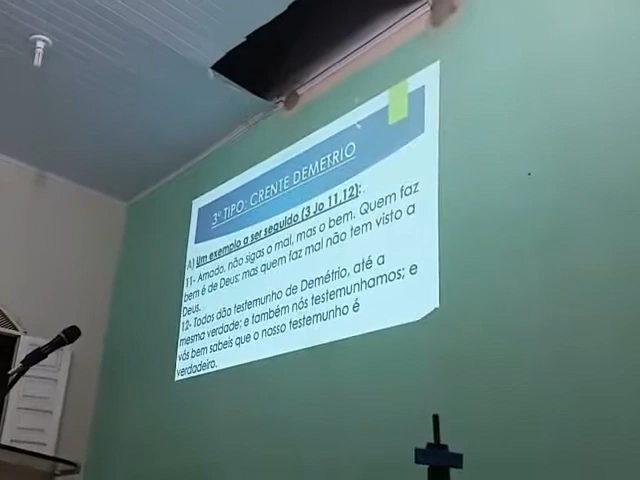 3º TIPO: CRENTE DEMETRIO
A) Um exemplo a ser seguido (3 Jo 11,12):
11- Amado, não sigas o mal, mas o bem. Quem faz
bem é de Deus; mas quem faz mal não tem visto a
Deus.
12- Todos dão testemunho de Demétrio, até a
mesma verdade; e também nós testemunhamos; e
vós bem sabeis que o nosso testemunho é
verdadeiro.